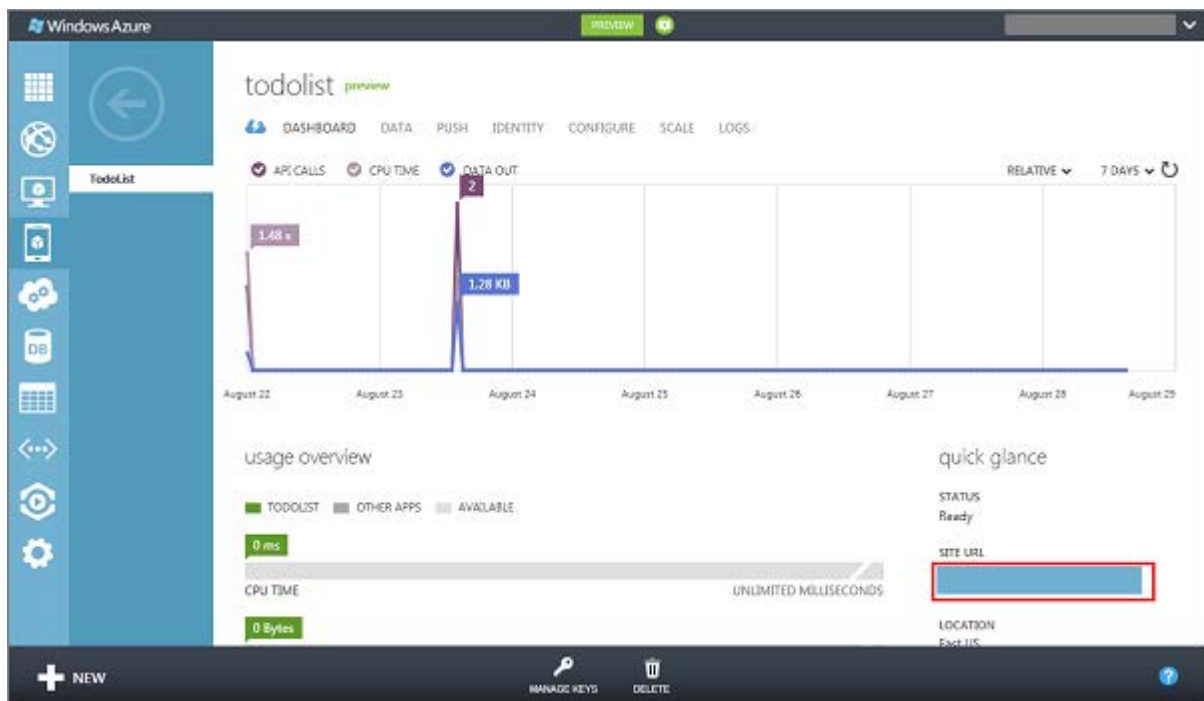 Windows Azure
PREVIEW
todolist preview
DASHBOARD DATA PUSH IDENTITY CONFIGURE SCALE LOGS
TodoList
API CALLS CPU TIME DATA OUT RELATIVE 7 DAYS
2
1.48 s
1.28 KB
August 22 August 23 August 24 August 25 August 26 August 27 August 28 August 29
usage overview
quick glance
STATUS
Ready
TODOLIST OTHER APPS AVAILABLE
0 ms
SITE URL
CPU TIME UNLIMITED MILLISECONDS
0 Bytes
LOCATION
East US
DB
NEW
MANAGE KEYS DELETE
?